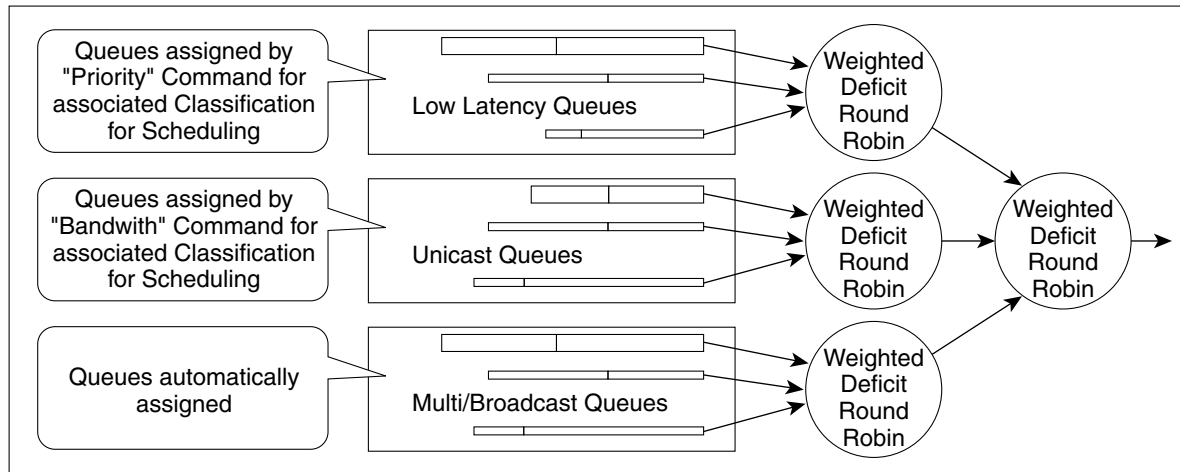 Queues assigned by
"Priority" Command for
associated Classification
for Scheduling
Low Latency Queues
Weighted
Deficit
Round
Robin
Queues assigned by
"Bandwith" Command for
associated Classification
for Scheduling
Unicast Queues
Weighted
Deficit
Round
Robin
Weighted
Deficit
Round
Robin
Queues automatically
assigned
Multi/Broadcast Queues
Weighted
Deficit
Round
Robin